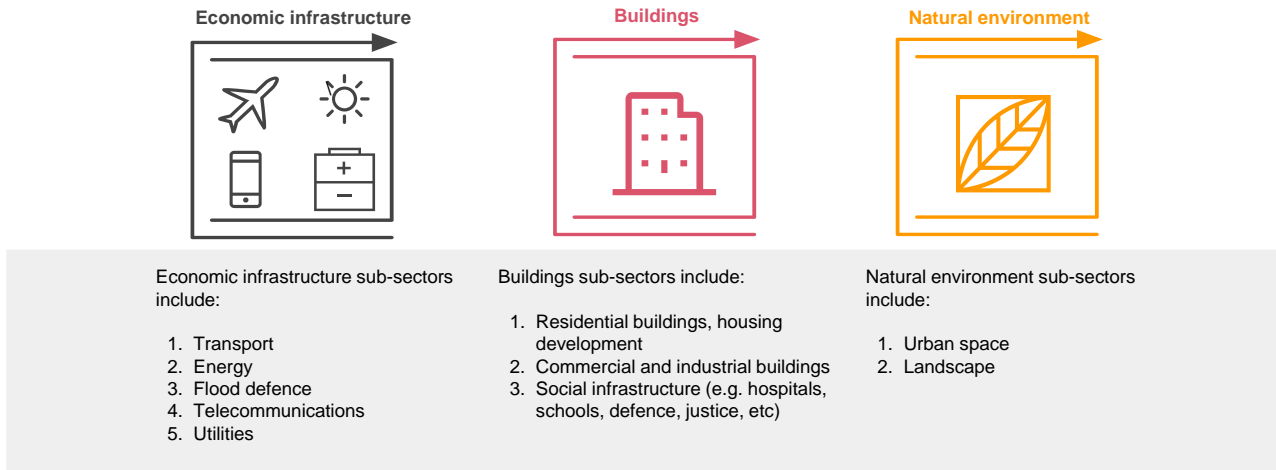 Economic infrastructure
Buildings
Natural environment
Economic infrastructure sub-sectors
include:
1. Transport
2. Energy
3. Flood defence
4. Telecommunications
5. Utilities
Buildings sub-sectors include:
1. Residential buildings, housing
development
2. Commercial and industrial buildings
3. Social infrastructure (e.g. hospitals,
schools, defence, justice, etc)
Natural environment sub-sectors
include:
1. Urban space
2. Landscape